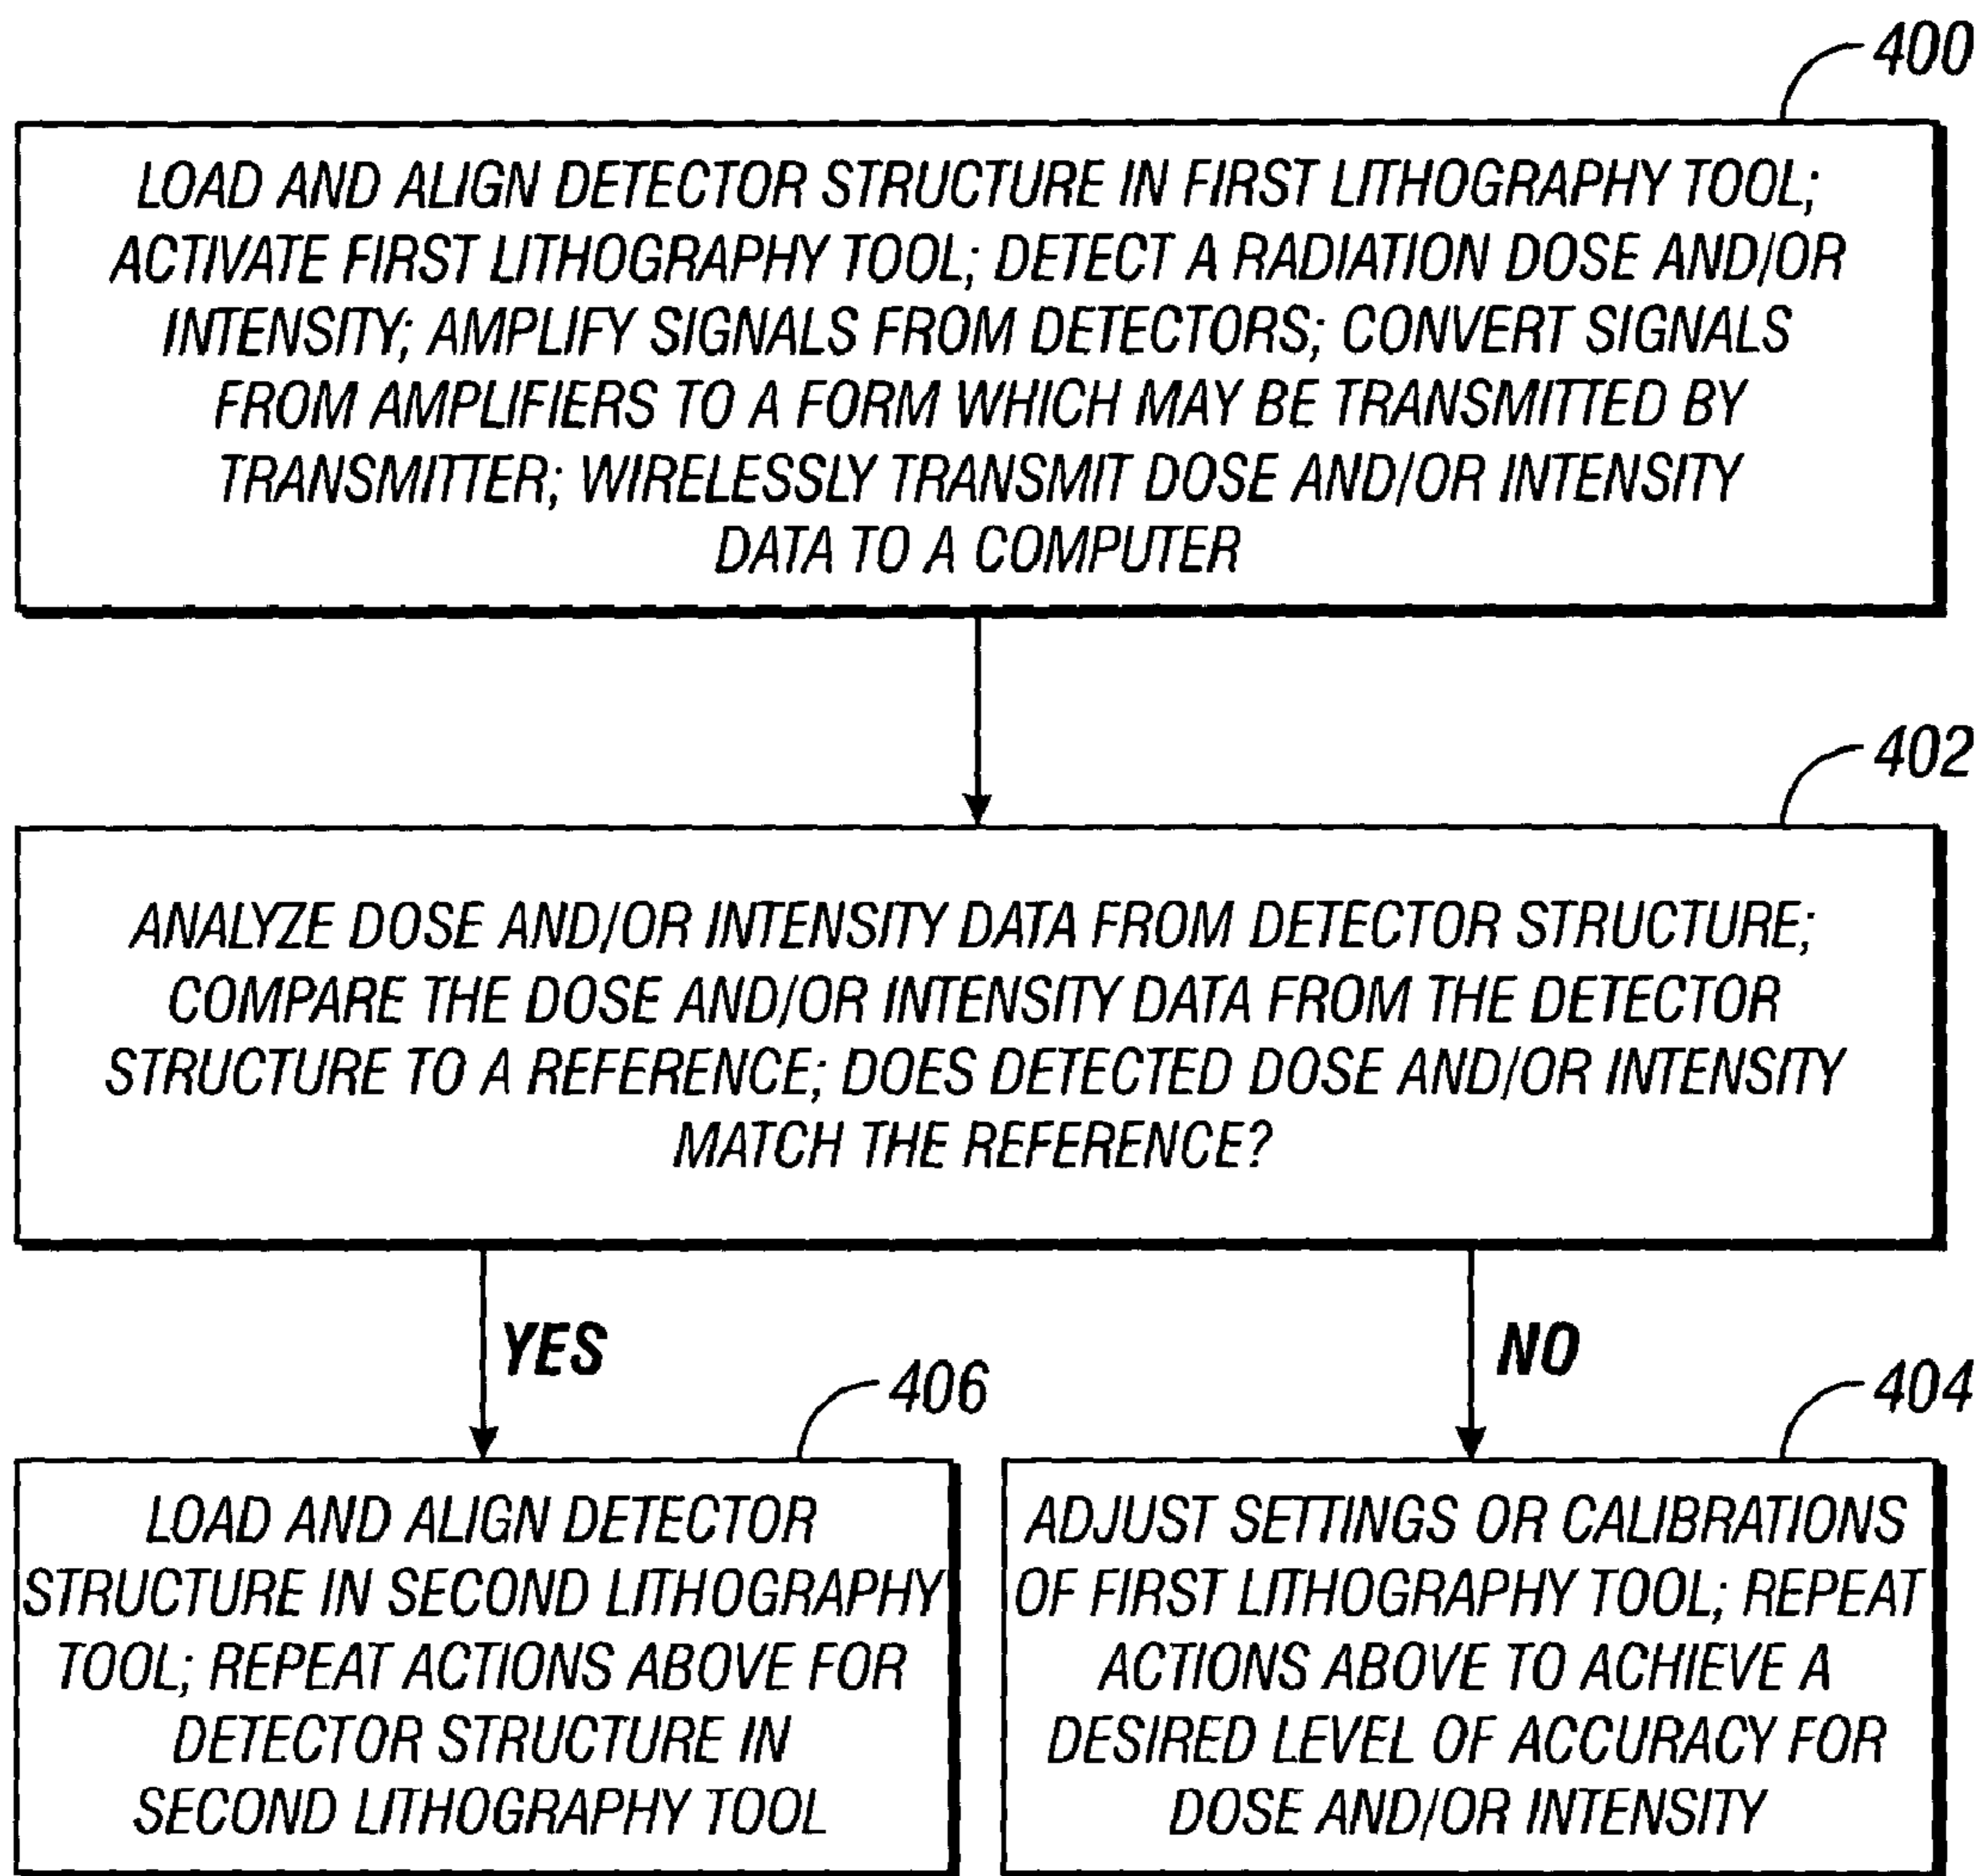 400
LOAD AND ALIGN DETECTOR STRUCTURE IN FIRST LITHOGRAPHY TOOL;
ACTIVATE FIRST LITHOGRAPHY TOOL; DETECT A RADIATION DOSE AND/OR
INTENSITY; AMPLIFY SIGNALS FROM DETECTORS; CONVERT SIGNALS
FROM AMPLIFIERS TO A FORM WHICH MAY BE TRANSMITTED BY
TRANSMITTER; WIRELESSLY TRANSMIT DOSE AND/OR INTENSITY
DATA TO A COMPUTER
402
ANALYZE DOSE AND/OR INTENSITY DATA FROM DETECTOR STRUCTURE;
COMPARE THE DOSE AND/OR INTENSITY DATA FROM THE DETECTOR
STRUCTURE TO A REFERENCE; DOES DETECTED DOSE AND/OR INTENSITY
MATCH THE REFERENCE?
YES
406
LOAD AND ALIGN DETECTOR
STRUCTURE IN SECOND LITHOGRAPHY
TOOL; REPEAT ACTIONS ABOVE FOR
DETECTOR STRUCTURE IN
SECOND LITHOGRAPHY TOOL
NO
404
ADJUST SETTINGS OR CALIBRATIONS
OF FIRST LITHOGRAPHY TOOL; REPEAT
ACTIONS ABOVE TO ACHIEVE A
DESIRED LEVEL OF ACCURACY FOR
DOSE AND/OR INTENSITY